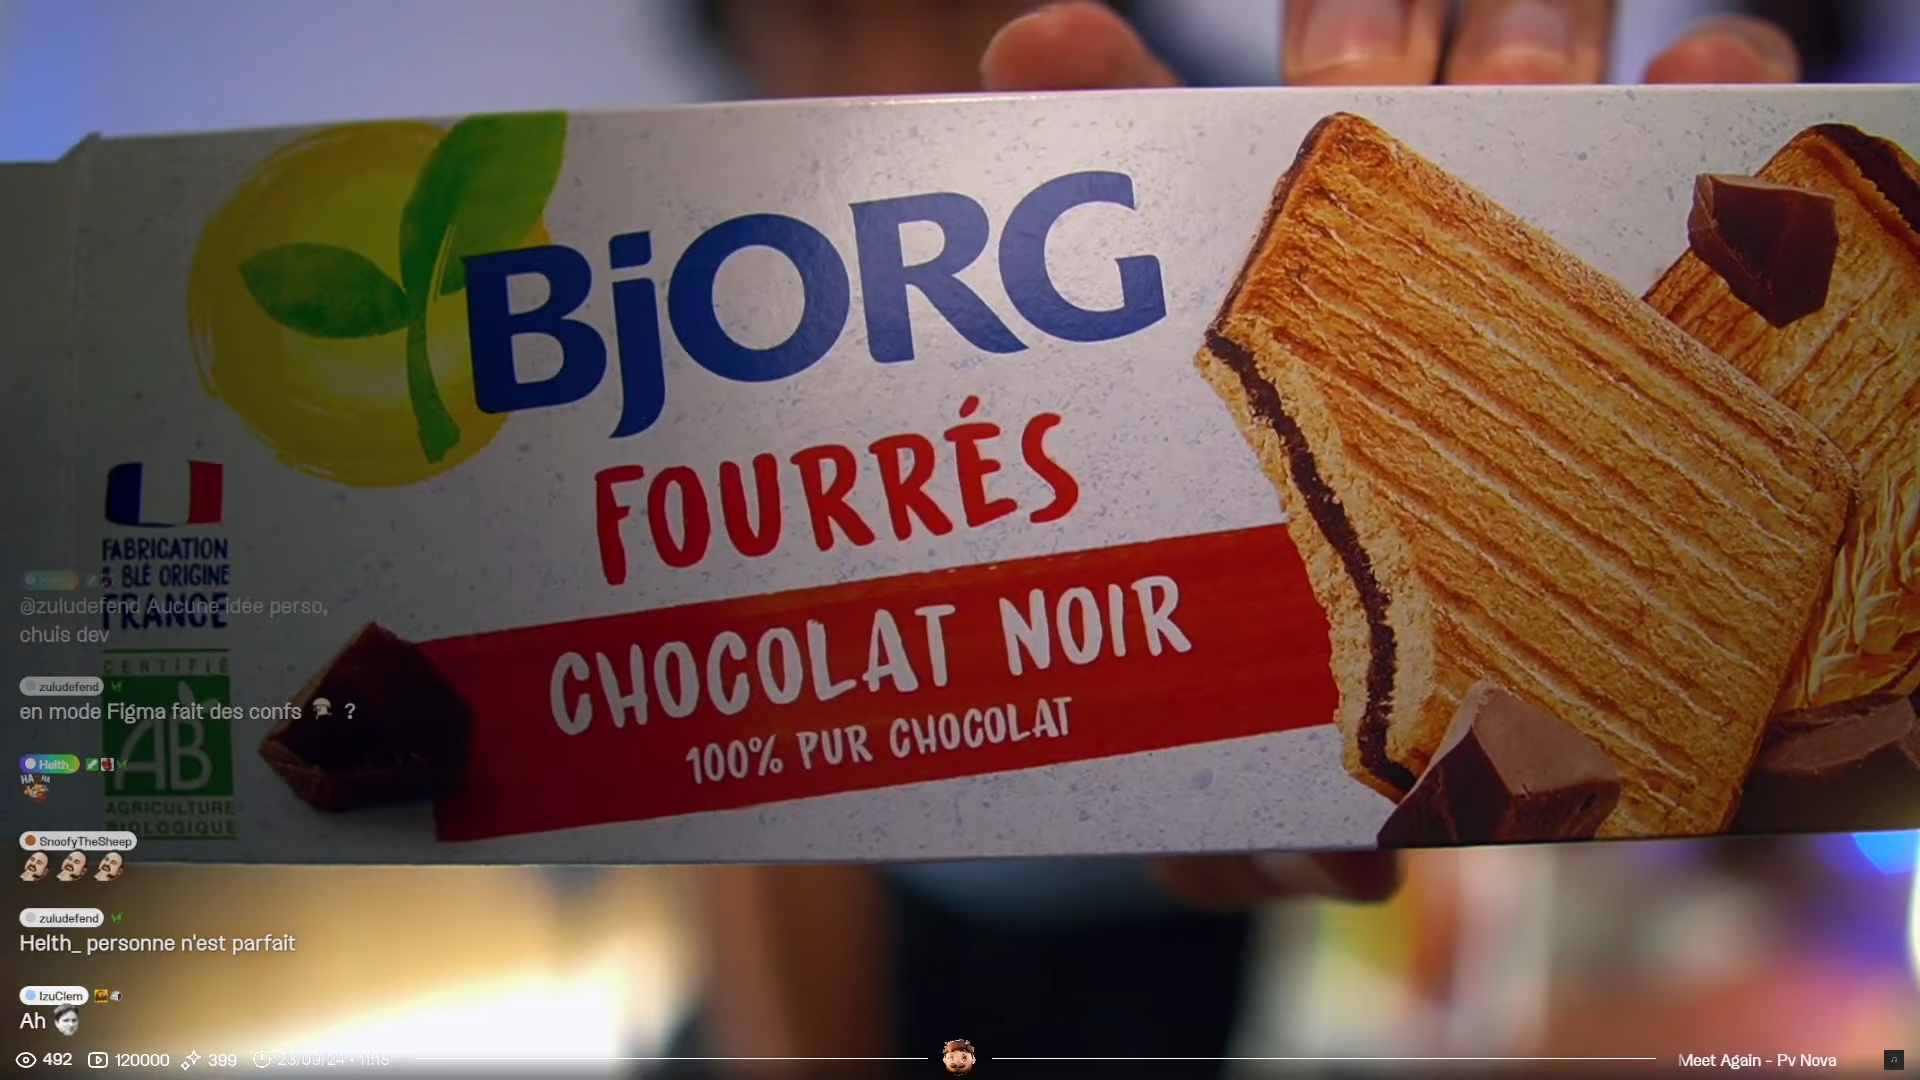 BjORG
FOURRÉS
CHOCOLAT NOIR
100% PUR CHOCOLAT
FABRICATION
& BLÉ ORIGINE
FRANCE
CERTIFIÉ
AB
AGRICULTURE
BIOLOGIQUE
@zuludefend Aucune idée perso,
chuis dev
zuludefend
en mode Figma fait des confs ?
Helth_
HA HA
SnoofyTheSheep
zuludefend
Helth_ personne n'est parfait
IzuClem
Ah
492 120000 399 23/09/24 • 11:18
Meet Again - Pv Nova